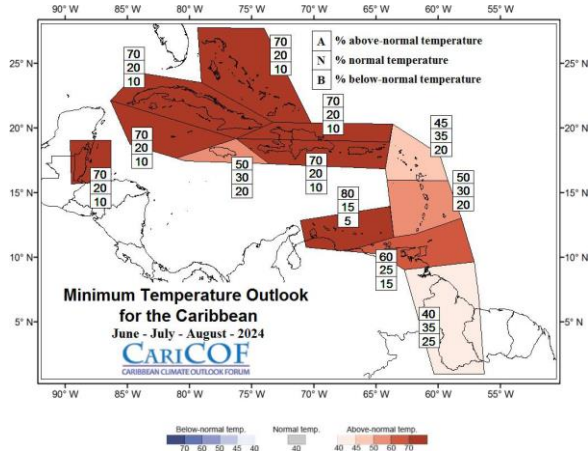 25° N
20° N
15° N
10° N
5° N
25° N
20° N
15° N
10° N
5° N
90° W
85° W
80° W
75° W
70° W
65° W
60° W
55° W
A % above-normal temperature
N % normal temperature
B % below-normal temperature
70
20
10
70
20
10
70
20
10
45
35
20
70
20
10
50
30
20
70
20
10
70
20
10
50
30
20
80
15
5
60
25
15
40
35
25
Minimum Temperature Outlook
for the Caribbean
June - July - August - 2024
CARICOF
CARIBBEAN CLIMATE OUTLOOK FORUM
Below-normal temp.
70 60 50 45 40
Normal temp.
40
Above-normal temp.
40 45 50 60 70